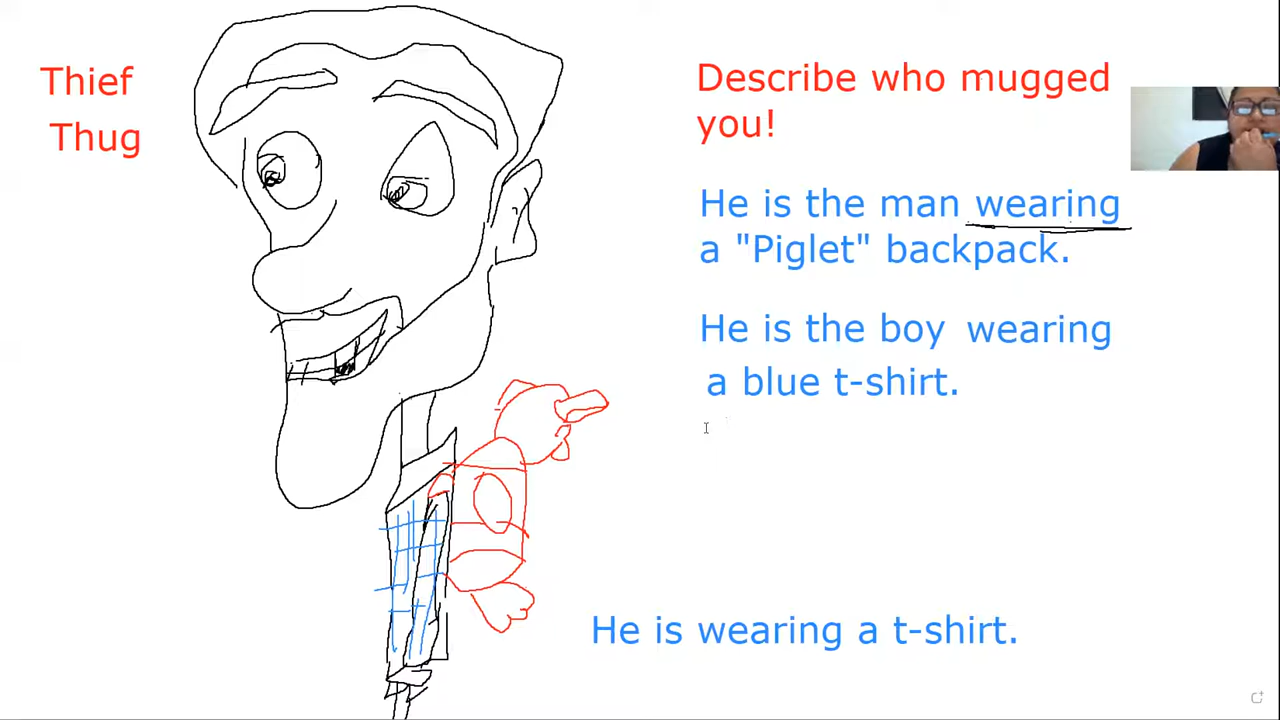 Thief
Thug
Describe who mugged
you!
He is the man wearing
a "Piglet" backpack.
He is the boy wearing
a blue t-shirt.
He is wearing a t-shirt.